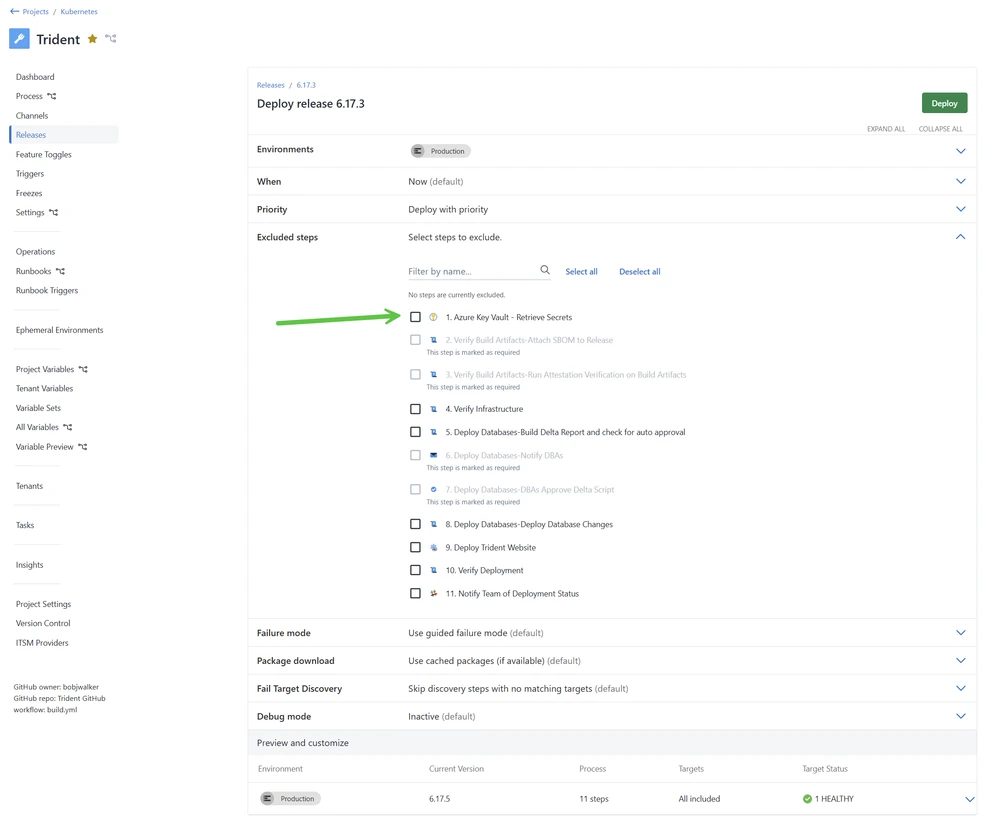 Projects / Kubernetes
Trident
Dashboard
Process
Channels
Releases
Feature Toggles
Triggers
Freezes
Settings
Operations
Runbooks
Runbook Triggers
Ephemeral Environments
Project Variables
Tenant Variables
Variable Sets
All Variables
Variable Preview
Tenants
Tasks
Insights
Project Settings
Version Control
ITSM Providers
GitHub owner: bobjwalker
GitHub repo: Trident GitHub
workflow: build.yml
Releases / 6.17.3
Deploy release 6.17.3
Deploy
EXPAND ALL COLLAPSE ALL
Environments Production
When Now (default)
Priority Deploy with priority
Excluded steps Select steps to exclude.
Filter by name... Select all Deselect all
No steps are currently excluded.
1. Azure Key Vault - Retrieve Secrets
2. Verify Build Artifacts-Attach SBOM to Release
This step is marked as required
3. Verify Build Artifacts-Run Attestation Verification on Build Artifacts
This step is marked as required
4. Verify Infrastructure
5. Deploy Databases-Build Delta Report and check for auto approval
6. Deploy Databases-Notify DBAs
This step is marked as required
7. Deploy Databases-DBAs Approve Delta Script
This step is marked as required
8. Deploy Databases-Deploy Database Changes
9. Deploy Trident Website
10. Verify Deployment
11. Notify Team of Deployment Status
Failure mode Use guided failure mode (default)
Package download Use cached packages (if available) (default)
Fail Target Discovery Skip discovery steps with no matching targets (default)
Debug mode Inactive (default)
Preview and customize
Environment Current Version Process Targets Target Status
Production 6.17.5 11 steps All included 1 HEALTHY